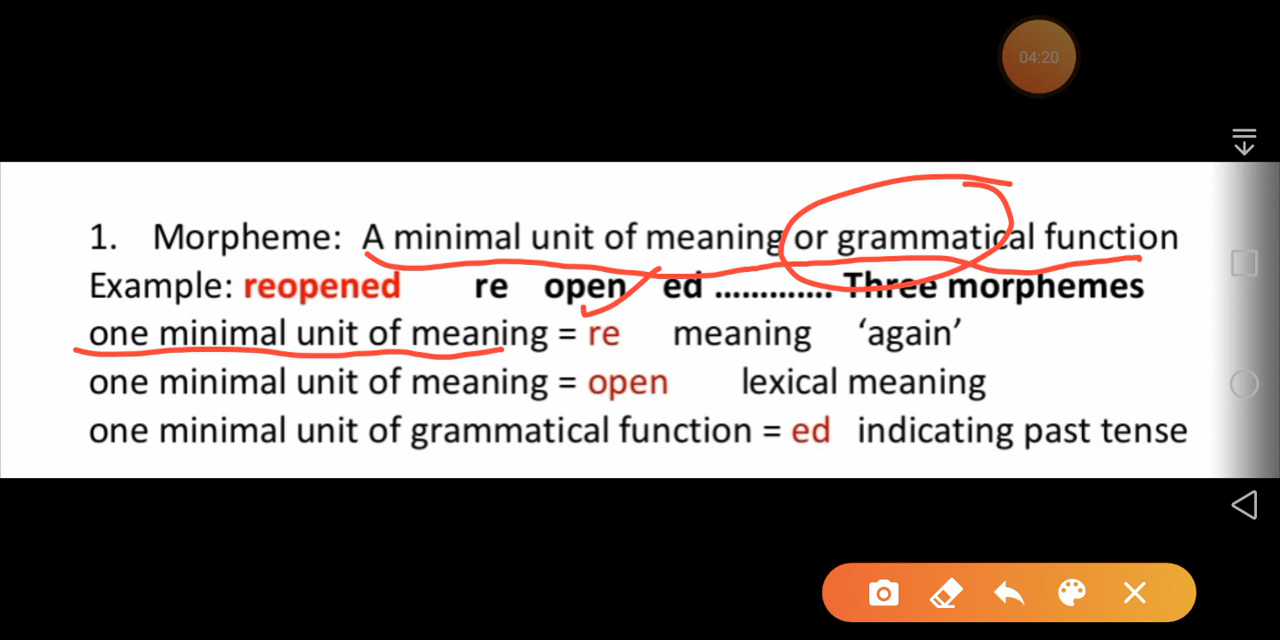 04:20
1. Morpheme: A minimal unit of meaning or grammatical function
Example: reopened re open ed ............. Three morphemes
one minimal unit of meaning = re meaning ‘again’
one minimal unit of meaning = open lexical meaning
one minimal unit of grammatical function = ed indicating past tense